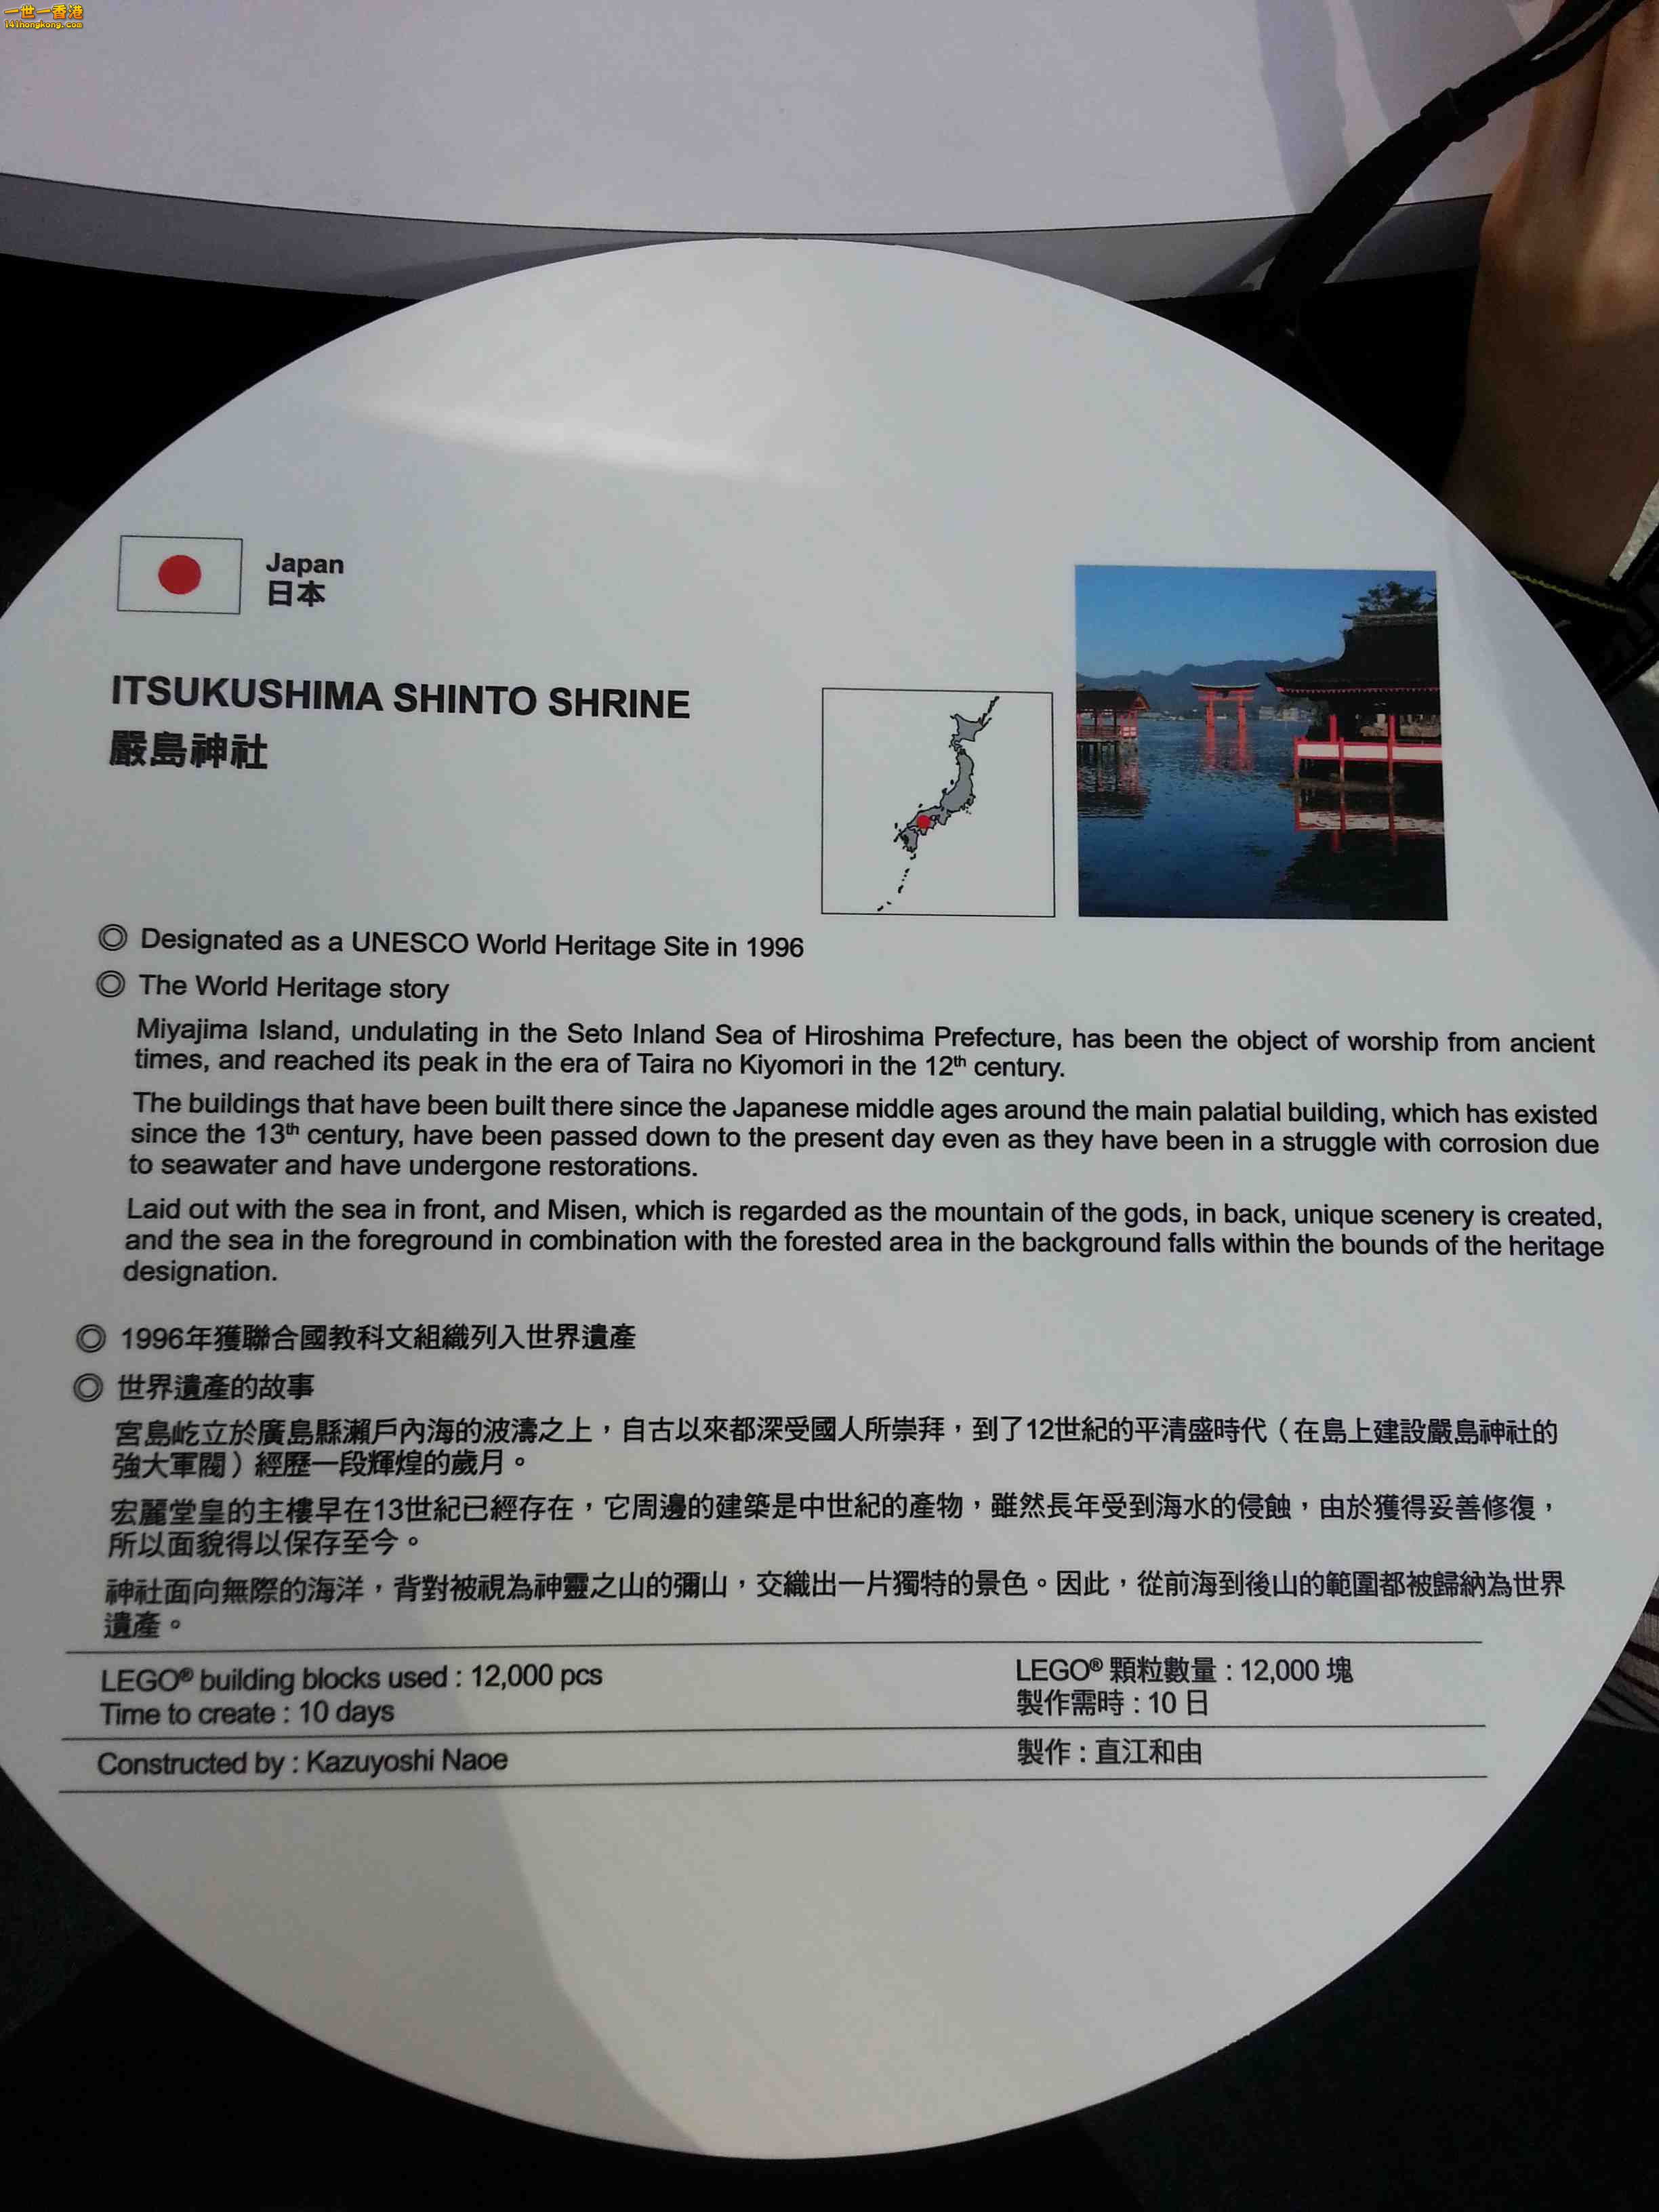 一世一香港
141hongkong.com
Japan
日本
ITSUKUSHIMA SHINTO SHRINE
嚴島神社
◎ Designated as a UNESCO World Heritage Site in 1996
◎ The World Heritage story
Miyajima Island, undulating in the Seto Inland Sea of Hiroshima Prefecture, has been the object of worship from ancient
times, and reached its peak in the era of Taira no Kiyomori in the 12th century.
The buildings that have been built there since the Japanese middle ages around the main palatial building, which has existed
since the 13th century, have been passed down to the present day even as they have been in a struggle with corrosion due
to seawater and have undergone restorations.
Laid out with the sea in front, and Misen, which is regarded as the mountain of the gods, in back, unique scenery is created,
and the sea in the foreground in combination with the forested area in the background falls within the bounds of the heritage
designation.
◎ 1996年獲聯合國教科文組織列入世界遺產
◎ 世界遺產的故事
宮島屹立於廣島縣瀨戶內海的波濤之上，自古以來都深受國人所崇拜，到了12世紀的平清盛時代（在島上建設嚴島神社的
強大軍閥）經歷一段輝煌的歲月。
宏麗堂皇的主樓早在13世紀已經存在，它周邊的建築是中世紀的產物，雖然長年受到海水的侵蝕，由於獲得妥善修復，
所以面貌得以保存至今。
神社面向無際的海洋，背對被視為神靈之山的彌山，交織出一片獨特的景色。因此，從前海到後山的範圍都被歸納為世界
遺產。
LEGO® building blocks used : 12,000 pcs
Time to create : 10 days
LEGO® 顆粒數量 : 12,000 塊
製作需時 : 10 日
Constructed by : Kazuyoshi Naoe
製作 : 直江和由